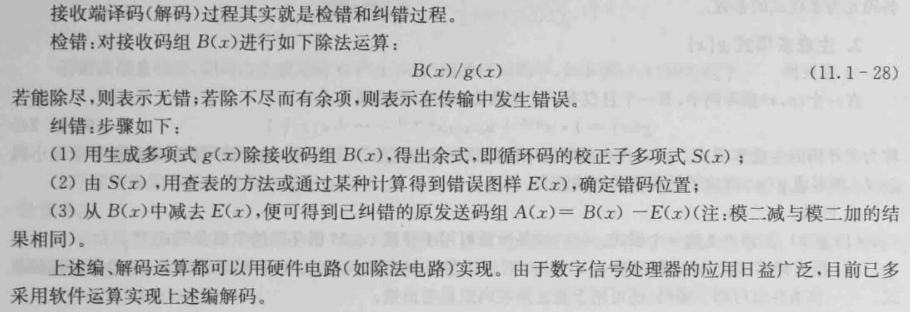 接收端译码(解码)过程其实就是检错和纠错过程。
检错:对接收码组 B(x)进行如下除法运算:
B(x)/g(x) (11.1-28)
若能除尽,则表示无错;若除不尽而有余项,则表示在传输中发生错误。
纠错:步骤如下:
(1) 用生成多项式 g(x)除接收码组 B(x),得出余式,即循环码的校正子多项式 S(x) ;
(2) 由 S(x) ,用查表的方法或通过某种计算得到错误图样 E(x),确定错码位置;
(3) 从 B(x)中减去 E(x),便可得到已纠错的原发送码组 A(x)= B(x) -E(x)(注:模二减与模二加的结
果相同)。
上述编、解码运算都可以用硬件电路(如除法电路)实现。由于数字信号处理器的应用日益广泛,目前已多
采用软件运算实现上述编解码。